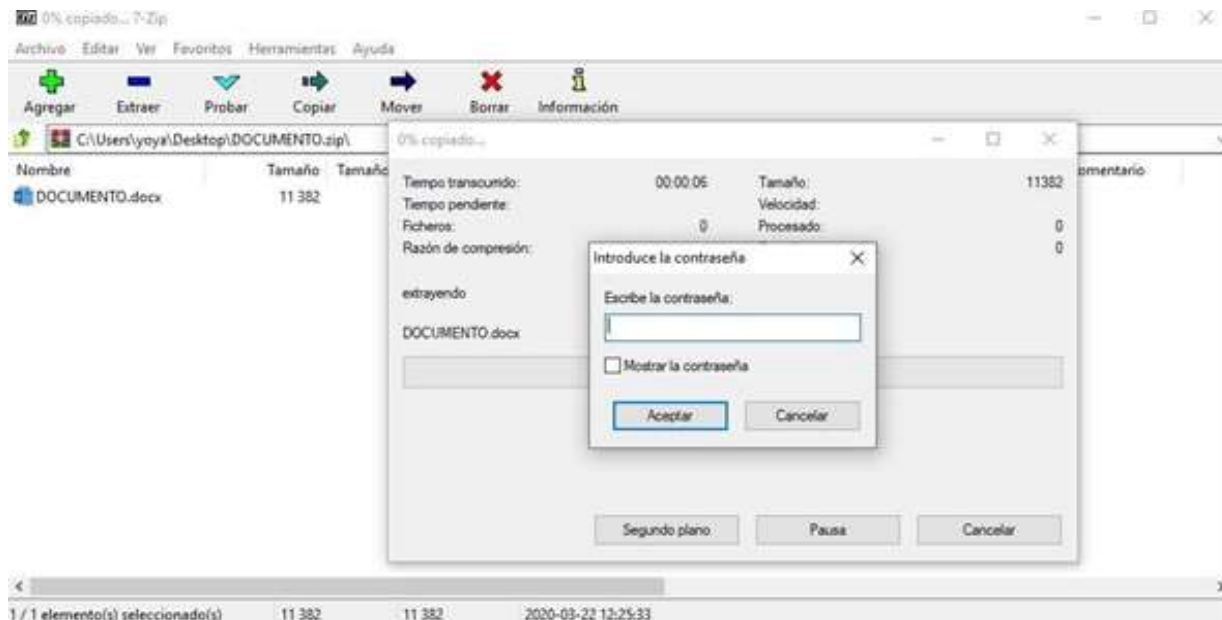 0% copiado... 7-Zip
Archivo Editar Ver Favoritos Herramientas Ayuda
Agregar Extraer Probar Copiar Mover Borrar Información
C:\Users\yoya\Desktop\DOCUMENTO.zip\
Nombre Tamaño Tamaño omentario
DOCUMENTO.docx 11 382
0% copiado...
Tiempo transcurrido: 00:00:06 Tamaño: 11382
Tiempo pendiente: Velocidad:
Ficheros: 0 Procesado: 0
Razón de compresión: 0
Introduce la contraseña
Escribe la contraseña:
Mostrar la contraseña
Aceptar Cancelar
extrayendo
DOCUMENTO.docx
Segundo plano Pausa Cancelar
1 / 1 elemento(s) seleccionado(s) 11 382 11 382 2020-03-22 12:25:33